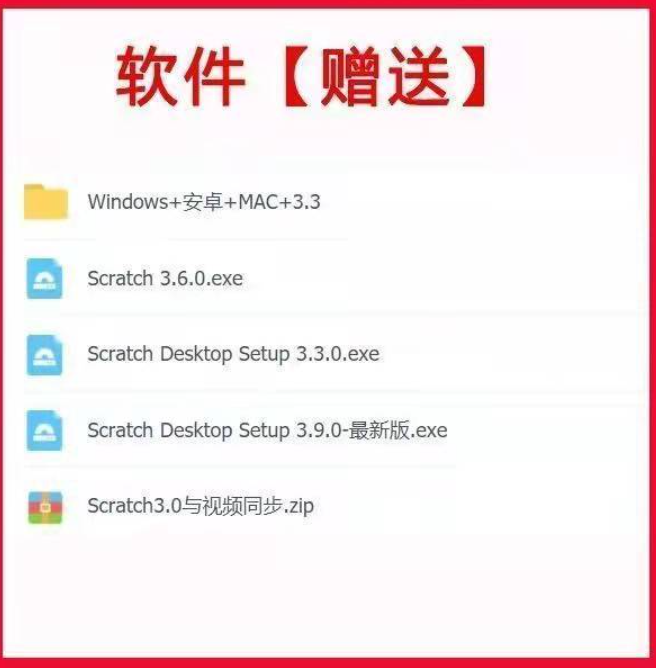 软件【赠送】
Windows+安卓+MAC+3.3
Scratch 3.6.0.exe
Scratch Desktop Setup 3.3.0.exe
Scratch Desktop Setup 3.9.0-最新版.exe
Scratch3.0与视频同步.zip